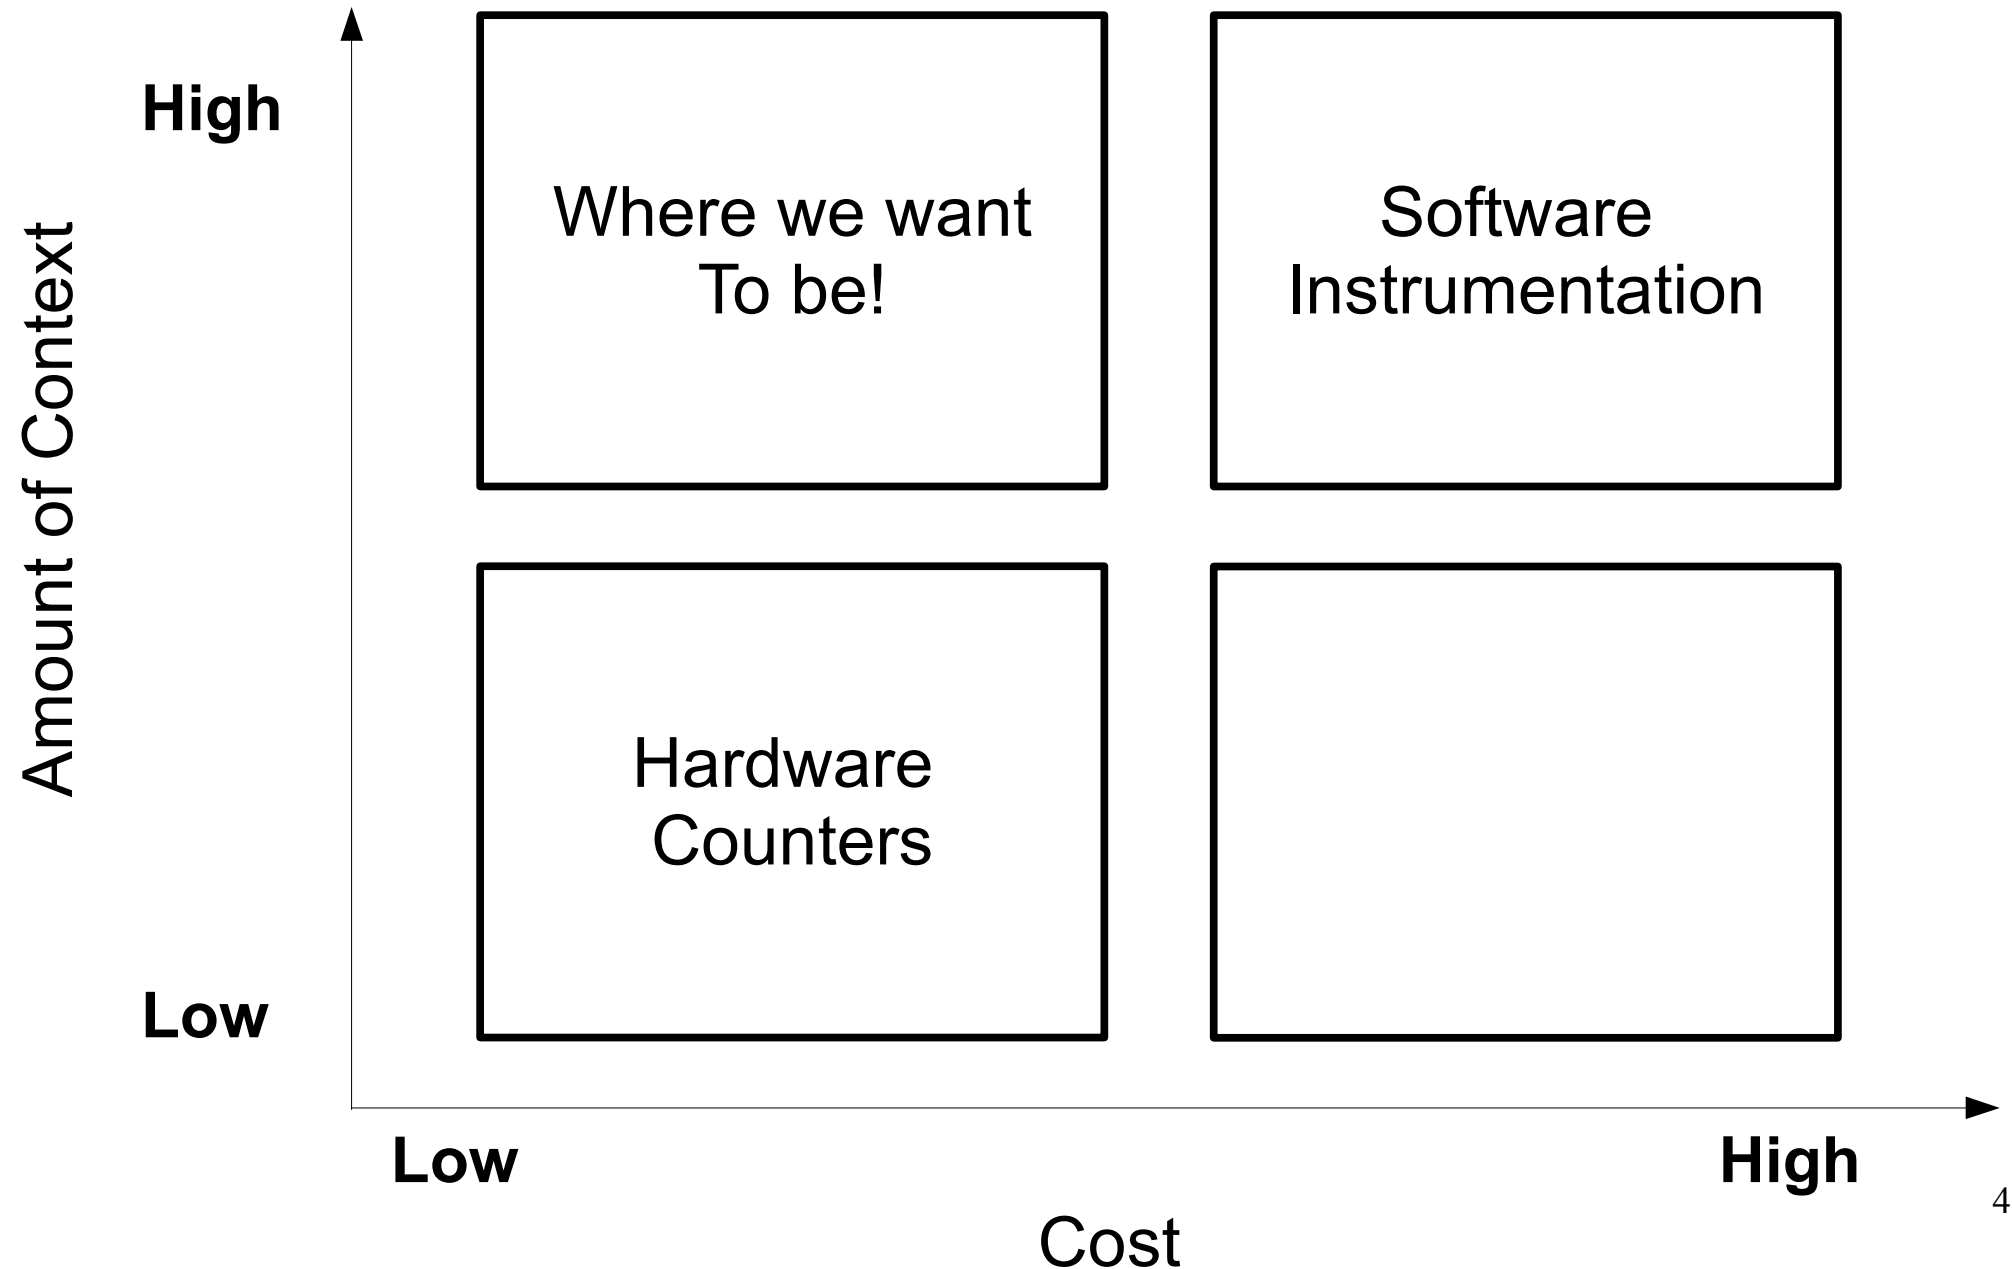 High
Amount of Context
Where we want
To be!
Software
Instrumentation
Hardware
Counters
Low
Low
High
Cost
4